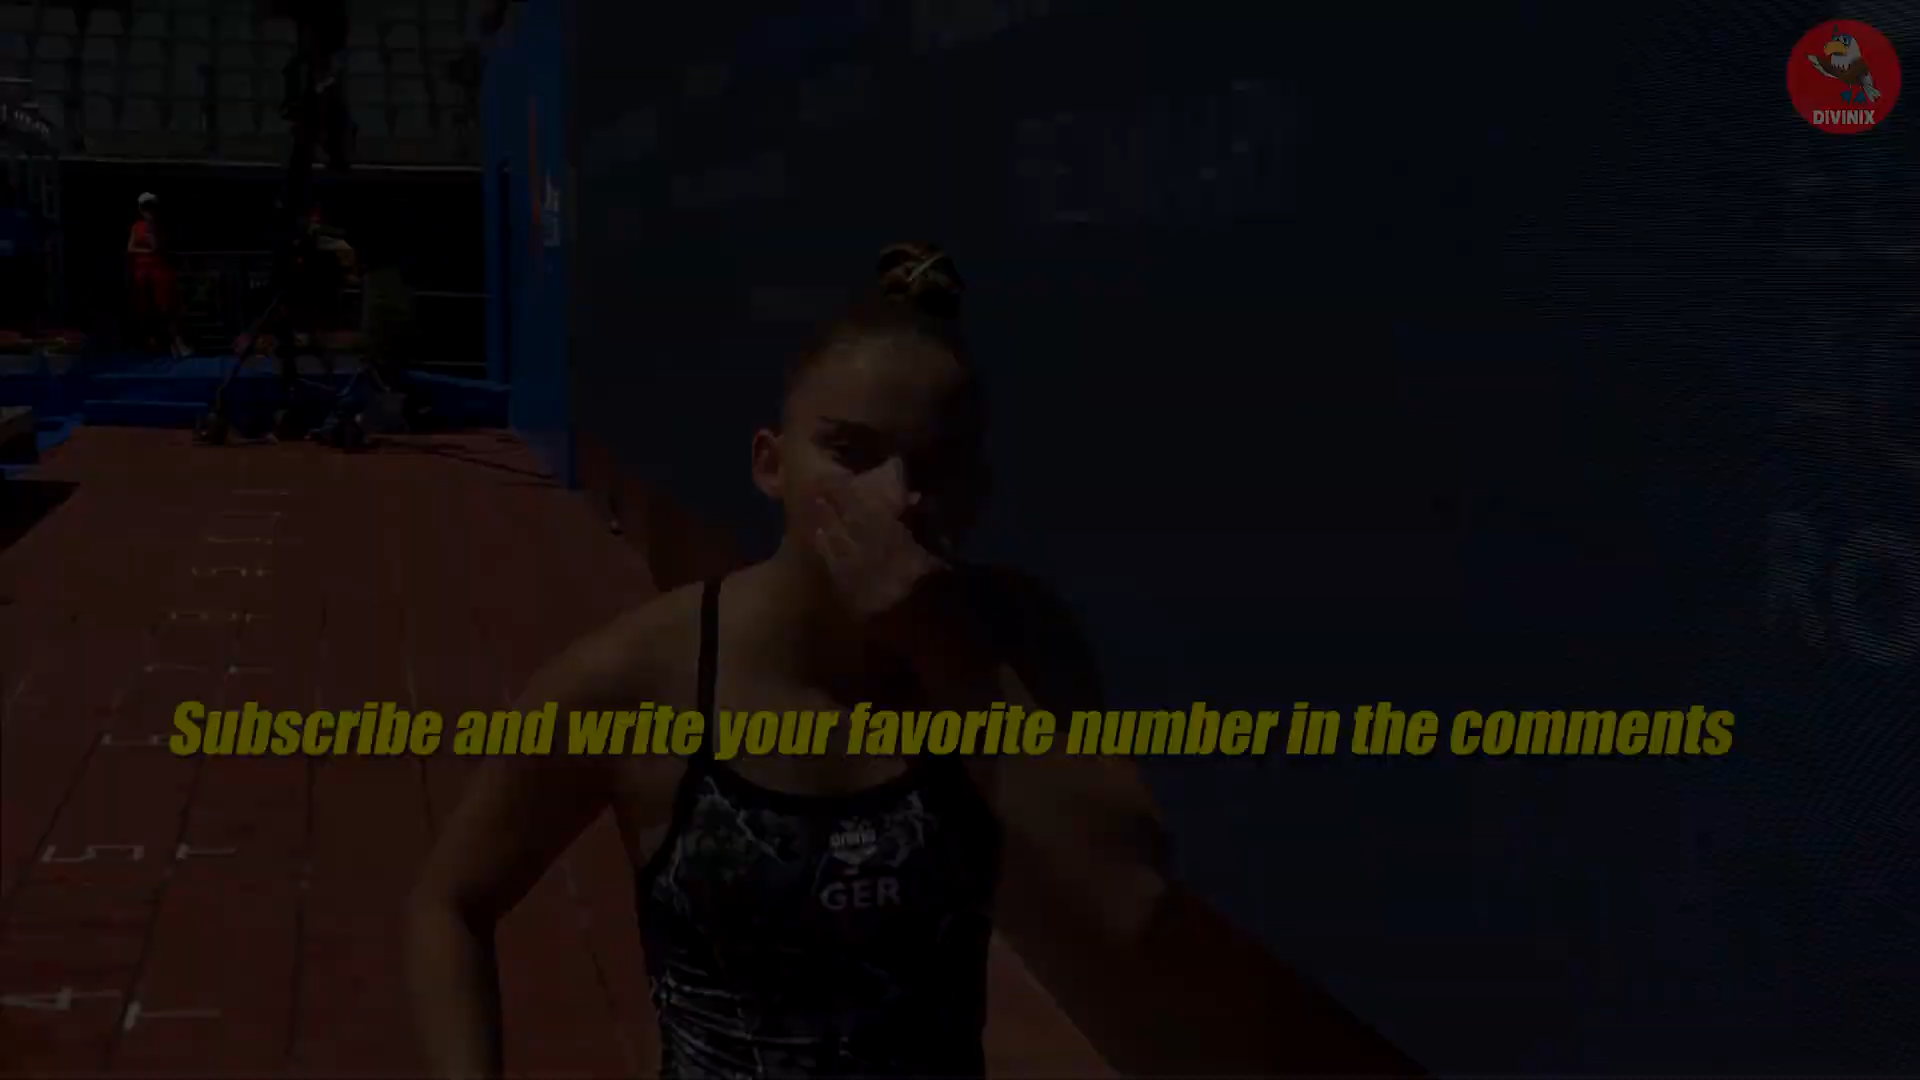 DIVINIX
Subscribe and write your favorite number in the comments
arena
GER